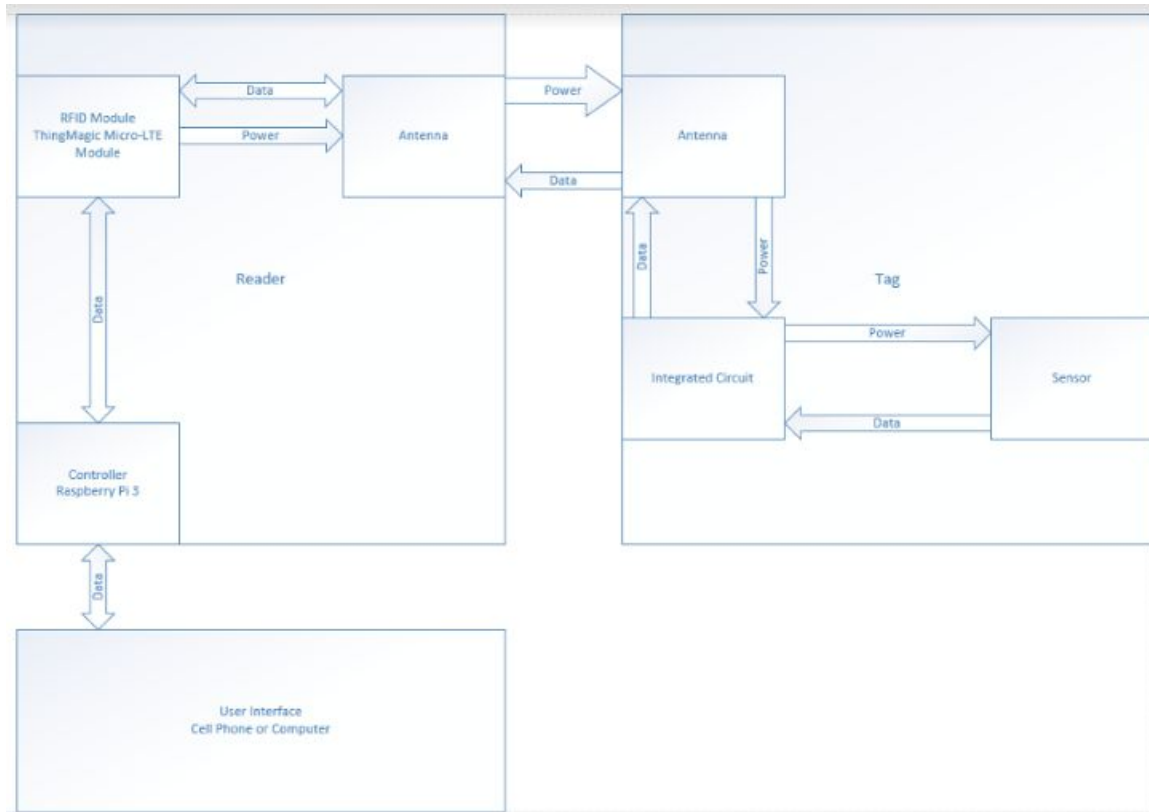 RFID Module
ThingMagic Micro-LTE
Module
Data
Power
Antenna
Power
Data
Antenna
Data
Reader
Data
Power
Tag
Integrated Circuit
Power
Data
Sensor
Controller
Raspberry Pi 3
Data
User Interface
Cell Phone or Computer